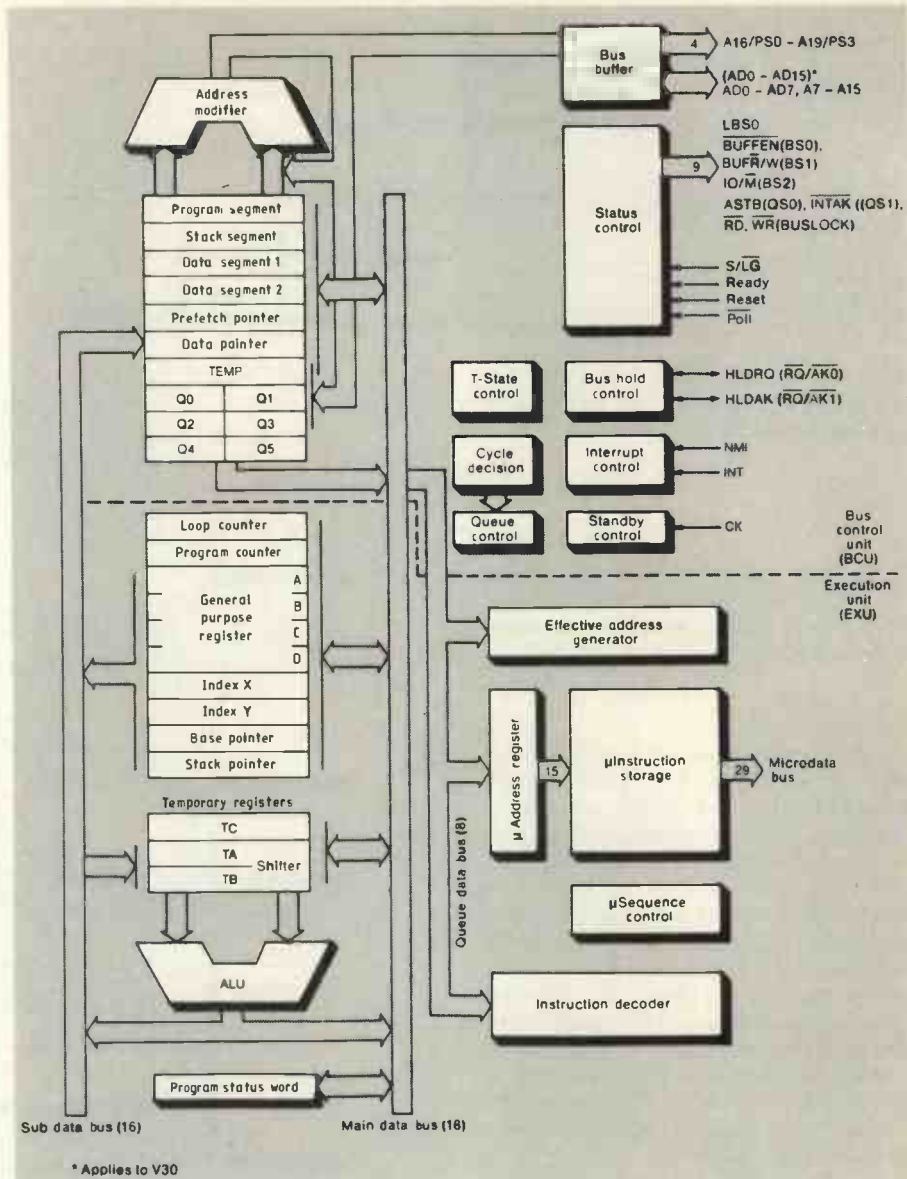 Address
modifier
Program segment
Stack segment
Data segment 1
Data segment 2
Prefetch pointer
Data pointer
TEMP
Q0 Q1
Q2 Q3
Q4 Q5
Bus
buffer
4
A16/PS0 - A19/PS3
(AD0 - AD15)*
AD0 - AD7, A7 - A15
Status
control
9
LBS0
BUFFEN(BS0),
BUFR/W(BS1)
IO/M(BS2)
ASTB(QS0), INTAK ((QS1),
RD, WR(BUSLOCK)
S/LG
Ready
Reset
Poll
T-State
control
Bus hold
control
HLDRQ (RQ/AK0)
HLDAK (RQ/AK1)
Cycle
decision
Interrupt
control
NMI
INT
Queue
control
Standby
control
CK
Bus
control
unit
(BCU)
Execution
unit
(EXU)
Loop counter
Program counter
General
purpose
register
A
B
C
D
Index X
Index Y
Base pointer
Stack pointer
Temporary registers
TC
TA
TB
Shifter
ALU
Program status word
Sub data bus (16)
Main data bus (16)
Effective address
generator
µ Address register
15
µInstruction
storage
29
Microdata
bus
Queue data bus (8)
µSequence
control
Instruction decoder
* Applies to V30